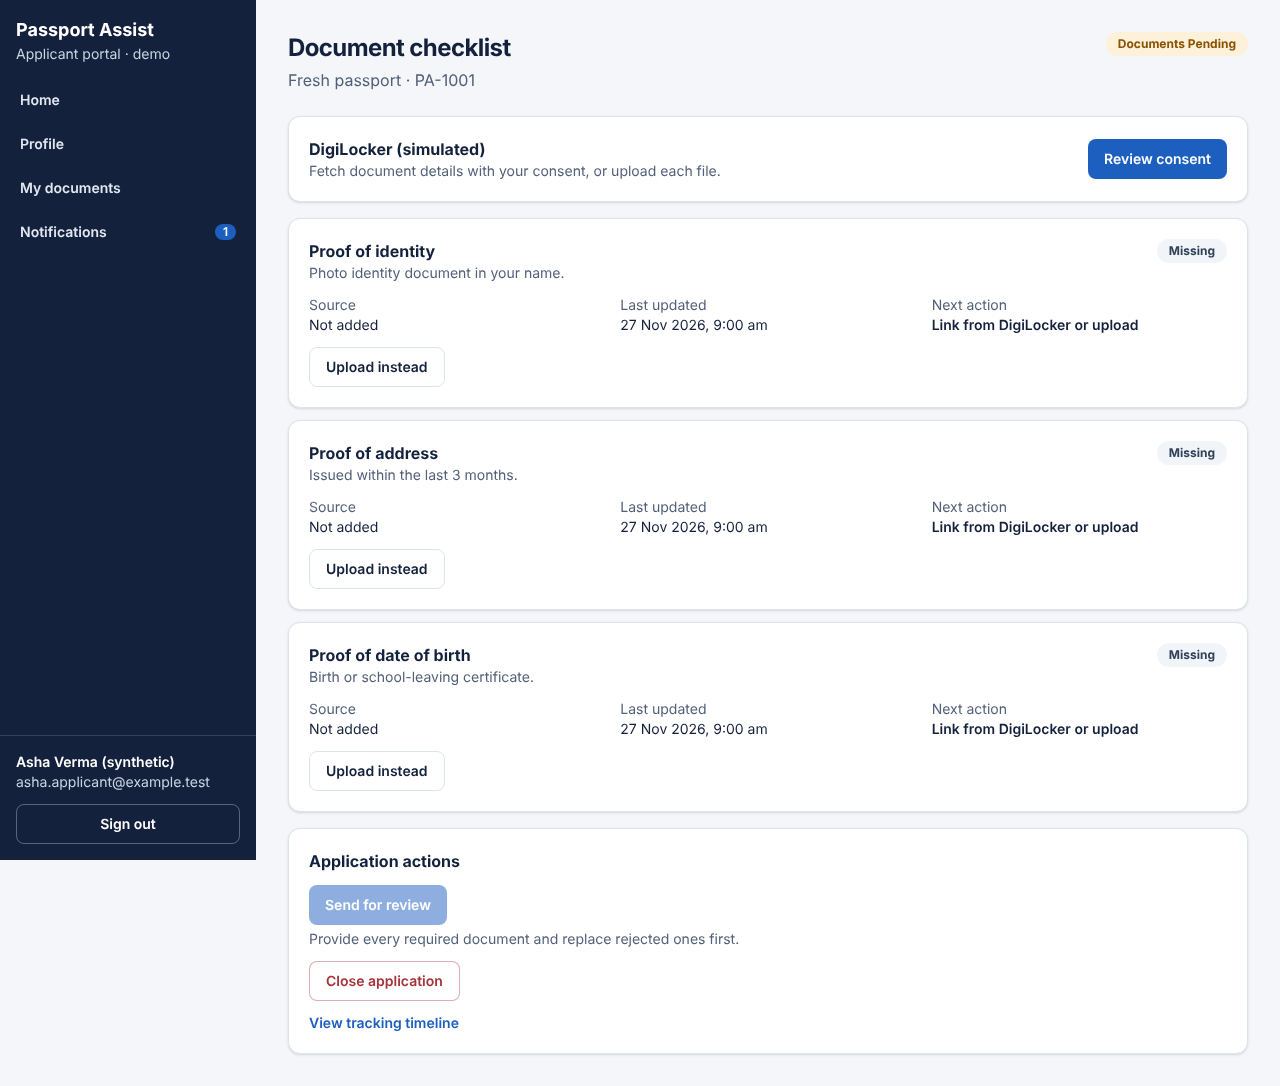 Passport Assist
Applicant portal · demo
Home
Profile
My documents
Notifications 1
Asha Verma (synthetic)
asha.applicant@example.test
Sign out
Document checklist
Documents Pending
Fresh passport · PA-1001
DigiLocker (simulated)
Fetch document details with your consent, or upload each file.
Review consent
Proof of identity
Missing
Photo identity document in your name.
Source Last updated Next action
Not added 27 Nov 2026, 9:00 am Link from DigiLocker or upload
Upload instead
Proof of address
Missing
Issued within the last 3 months.
Source Last updated Next action
Not added 27 Nov 2026, 9:00 am Link from DigiLocker or upload
Upload instead
Proof of date of birth
Missing
Birth or school-leaving certificate.
Source Last updated Next action
Not added 27 Nov 2026, 9:00 am Link from DigiLocker or upload
Upload instead
Application actions
Send for review
Provide every required document and replace rejected ones first.
Close application
View tracking timeline